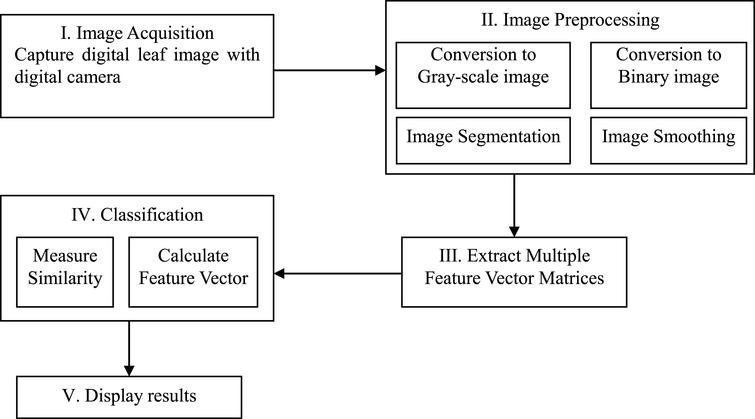 I. Image Acquisition
Capture digital leaf image with
digital camera
II. Image Preprocessing
Conversion to
Gray-scale image
Conversion to
Binary image
Image Segmentation
Image Smoothing
III. Extract Multiple
Feature Vector Matrices
IV. Classification
Measure
Similarity
Calculate
Feature Vector
V. Display results